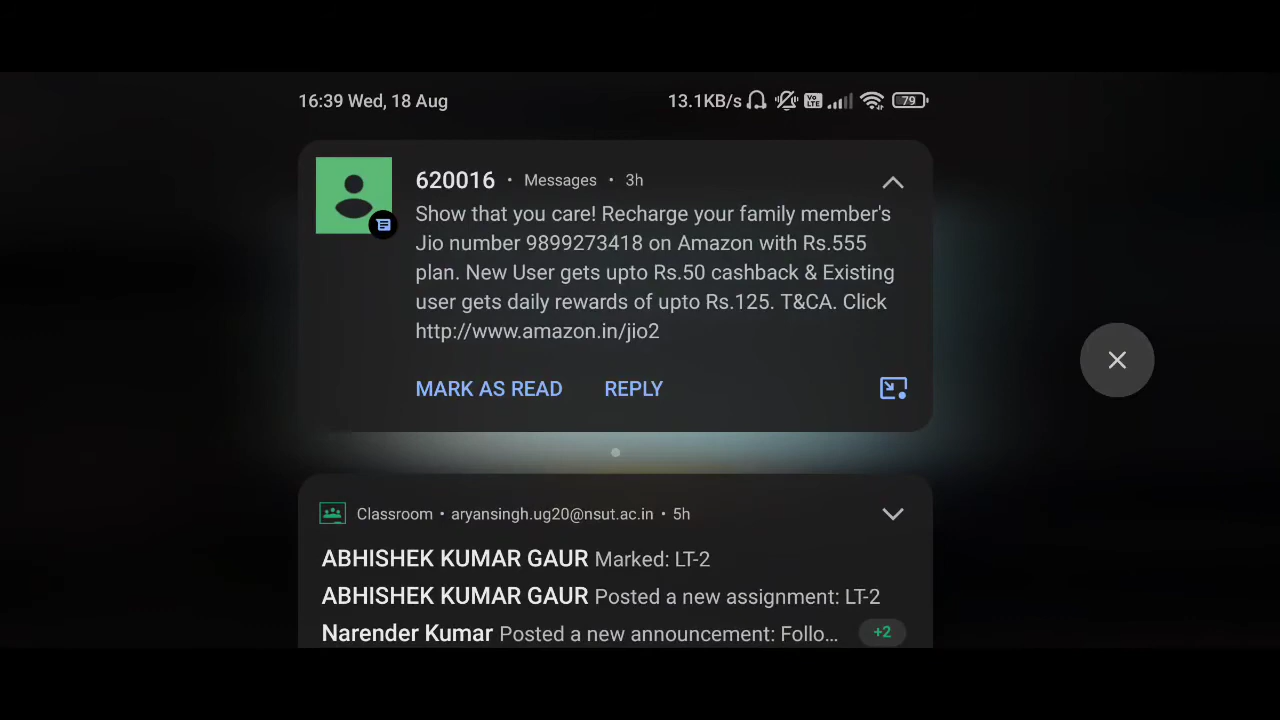 16:39 Wed, 18 Aug 13.1KB/s Vo LTE 79
620016 • Messages • 3h
Show that you care! Recharge your family member's
Jio number 9899273418 on Amazon with Rs.555
plan. New User gets upto Rs.50 cashback & Existing
user gets daily rewards of upto Rs.125. T&CA. Click
http://www.amazon.in/jio2
MARK AS READ REPLY
Classroom • aryansingh.ug20@nsut.ac.in • 5h
ABHISHEK KUMAR GAUR Marked: LT-2
ABHISHEK KUMAR GAUR Posted a new assignment: LT-2
Narender Kumar Posted a new announcement: Follo... +2